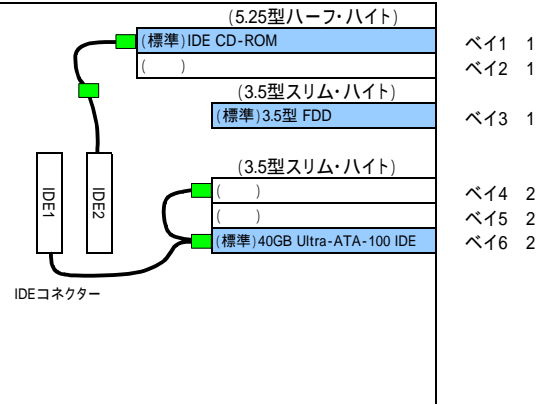 (5.25型ハーフ・ハイト)
(標準)IDE CD-ROM ベイ1 1
( ) ベイ2 1
(3.5型スリム・ハイト)
(標準)3.5型 FDD ベイ3 1
(3.5型スリム・ハイト)
( ) ベイ4 2
( ) ベイ5 2
(標準)40GB Ultra-ATA-100 IDE ベイ6 2
IDE1
IDE2
IDEコネクター